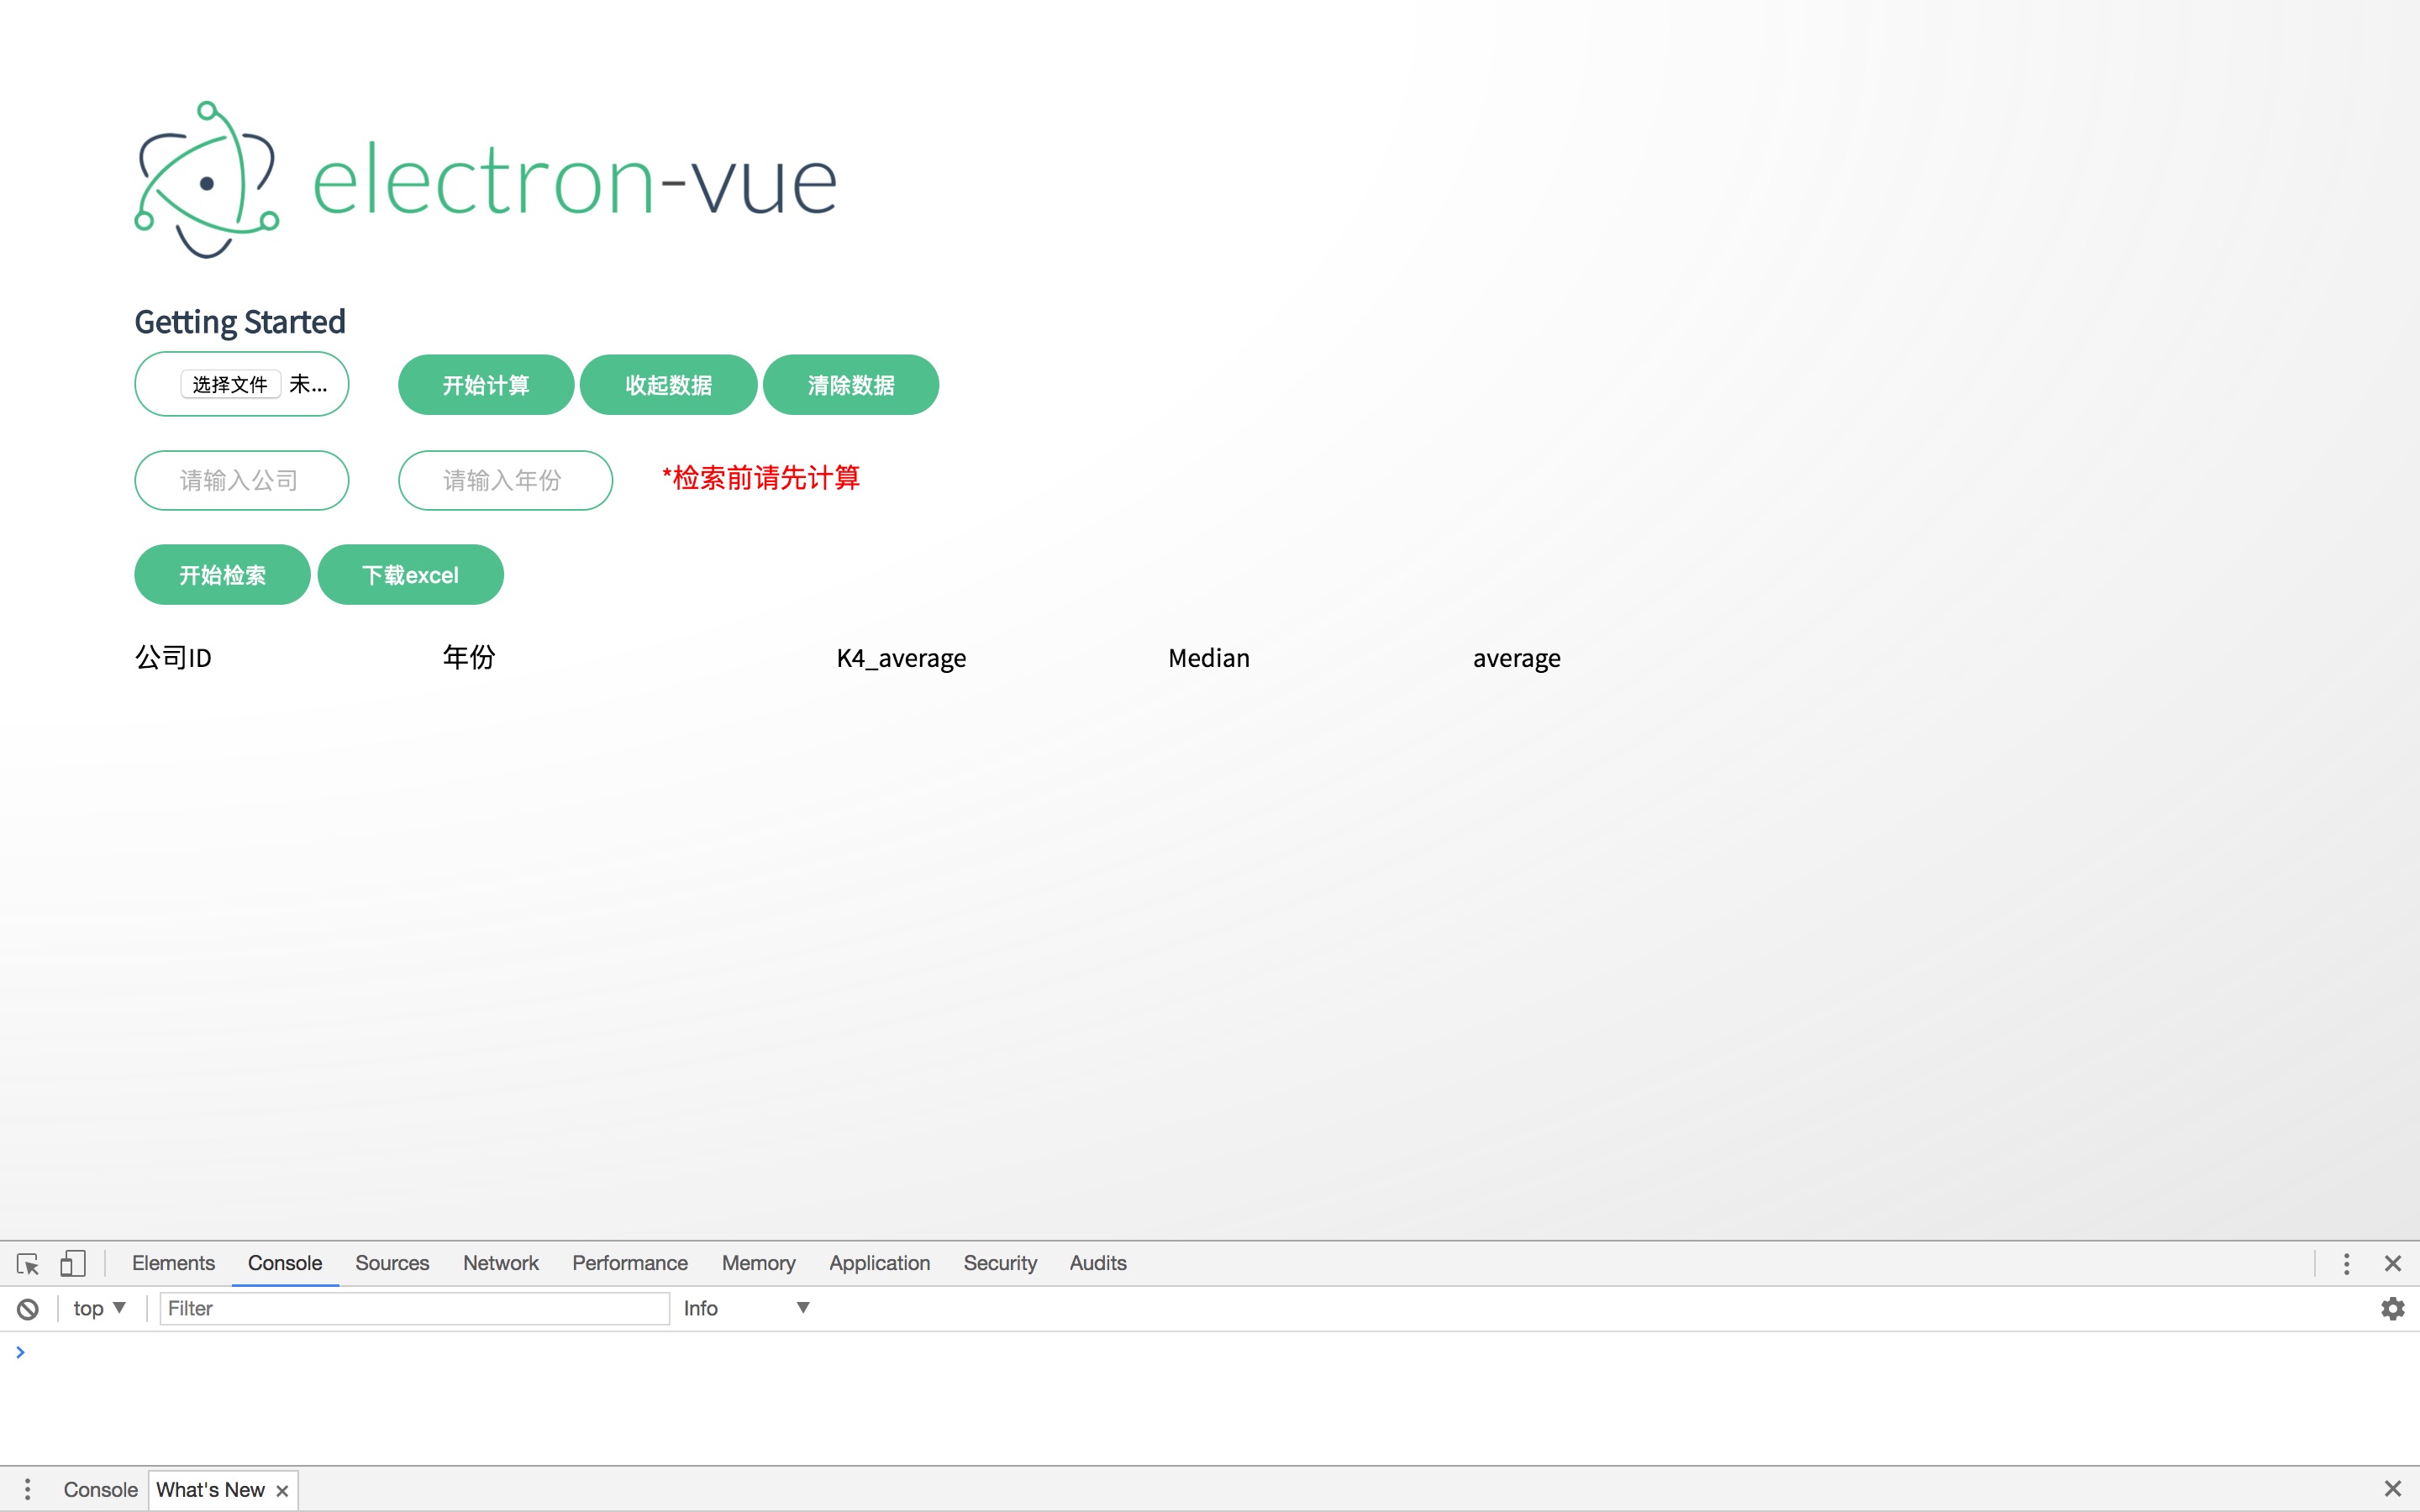 electron-vue
Getting Started
选择文件 未... 开始计算 收起数据 清除数据
请输入公司 请输入年份 *检索前请先计算
开始检索 下载excel
公司ID 年份 K4_average Median average
Elements Console Sources Network Performance Memory Application Security Audits
top Filter Info
Console What's New